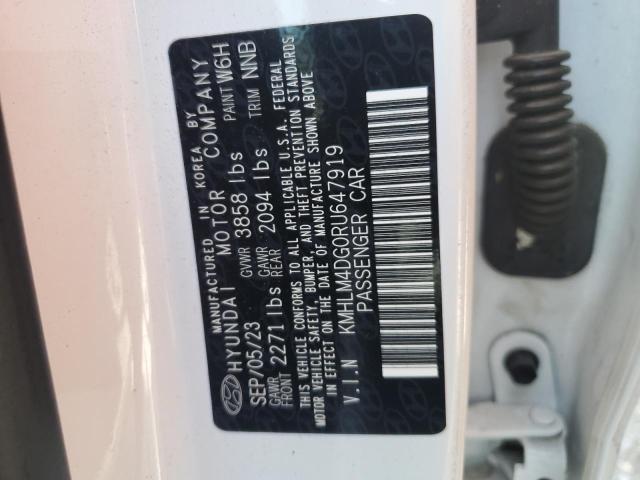 MANUFACTURED IN KOREA BY
HYUNDAI MOTOR COMPANY
SEP/05/23 GVWR 3858 lbs PAINT W6H
GAWR FRONT 2271 lbs GAWR REAR 2094 lbs TRIM NNB
THIS VEHICLE CONFORMS TO ALL APPLICABLE U.S.A. FEDERAL
MOTOR VEHICLE SAFETY, BUMPER, AND THEFT PREVENTION STANDARDS
IN EFFECT ON THE DATE OF MANUFACTURE SHOWN ABOVE
V.I.N KMHLM4DG0RU647919
PASSENGER CAR